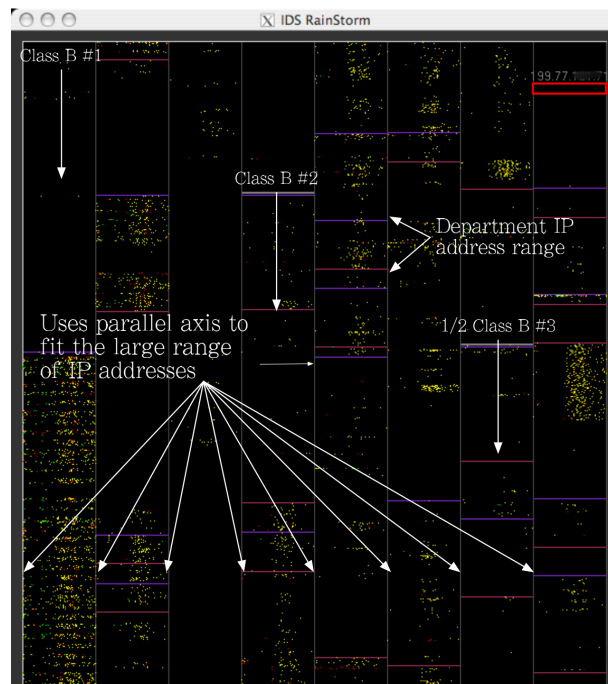 IDS RainStorm
Class B #1
Class B #2
Department IP
address range
Uses parallel axis to
fit the large range
of IP addresses
1/2 Class B #3